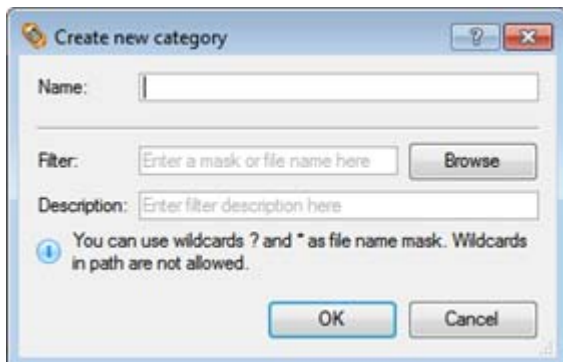 Create new category
Name:
Filter: Enter a mask or file name here Browse
Description: Enter filter description here
You can use wildcards ? and * as file name mask. Wildcards
in path are not allowed.
OK Cancel